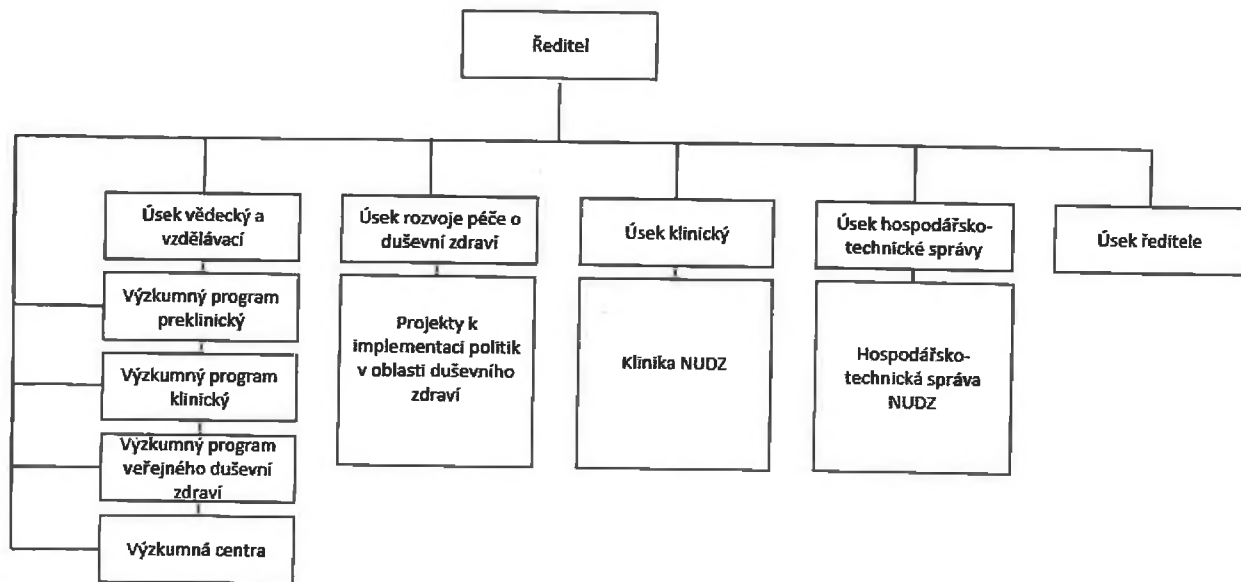 Ředitel
Úsek vědecký a
vzdělávací
Úsek rozvoje péče o
duševní zdraví
Úsek klinický
Úsek hospodářsko-
technické správy
Úsek ředitele
Výzkumný program
preklinický
Výzkumný program
klinický
Výzkumný program
veřejného duševní
zdraví
Výzkumná centra
Projekty k
implementaci politik
v oblasti duševního
zdraví
Klinika NUDZ
Hospodářsko-
technická správa
NUDZ